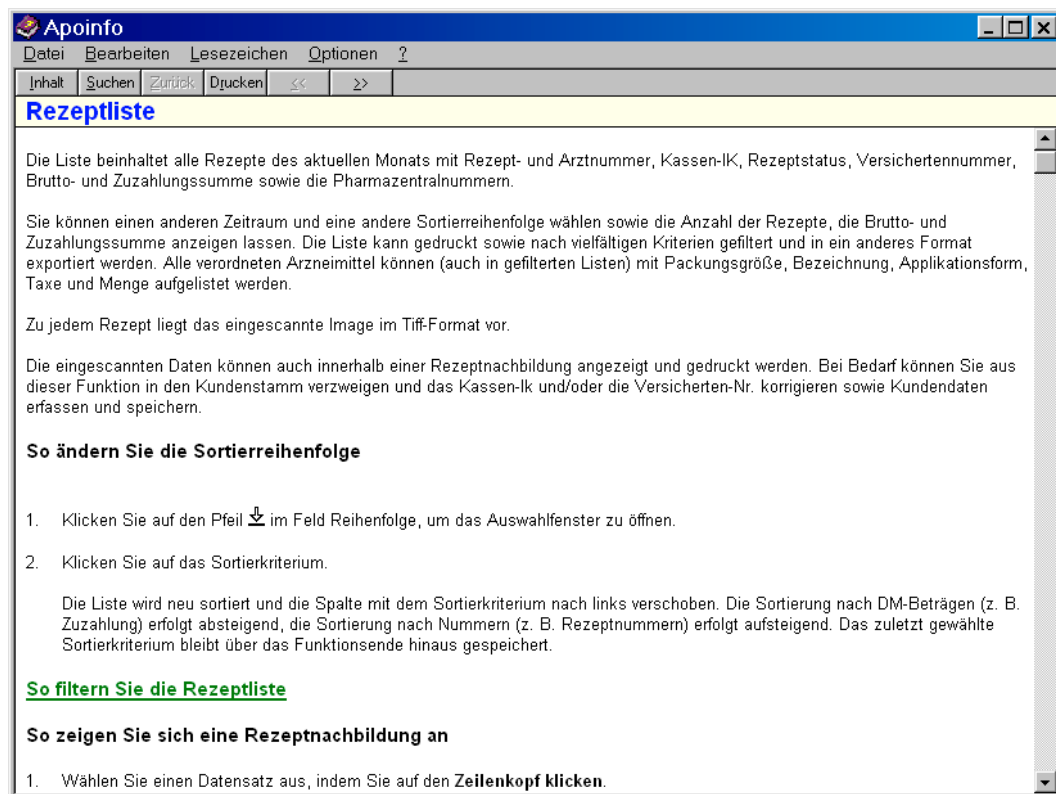 Apoinfo
Datei Bearbeiten Lesezeichen Optionen ?
Inhalt Suchen Zurück Drucken << >>
Rezeptliste
Die Liste beinhaltet alle Rezepte des aktuellen Monats mit Rezept- und Arztnummer, Kassen-IK, Rezeptstatus, Versichertennummer,
Brutto- und Zuzahlungssumme sowie die Pharmazentralnummern.
Sie können einen anderen Zeitraum und eine andere Sortierreihenfolge wählen sowie die Anzahl der Rezepte, die Brutto- und
Zuzahlungssumme anzeigen lassen. Die Liste kann gedruckt sowie nach vielfältigen Kriterien gefiltert und in ein anderes Format
exportiert werden. Alle verordneten Arzneimittel können (auch in gefilterten Listen) mit Packungsgröße, Bezeichnung, Applikationsform,
Taxe und Menge aufgelistet werden.
Zu jedem Rezept liegt das eingescannte Image im Tiff-Format vor.
Die eingescannten Daten können auch innerhalb einer Rezeptnachbildung angezeigt und gedruckt werden. Bei Bedarf können Sie aus
dieser Funktion in den Kundenstamm verzweigen und das Kassen-Ik und/oder die Versicherten-Nr. korrigieren sowie Kundendaten
erfassen und speichern.
So ändern Sie die Sortierreihenfolge
1. Klicken Sie auf den Pfeil im Feld Reihenfolge, um das Auswahlfenster zu öffnen.
2. Klicken Sie auf das Sortierkriterium.
Die Liste wird neu sortiert und die Spalte mit dem Sortierkriterium nach links verschoben. Die Sortierung nach DM-Beträgen (z. B.
Zuzahlung) erfolgt absteigend, die Sortierung nach Nummern (z. B. Rezeptnummern) erfolgt aufsteigend. Das zuletzt gewählte
Sortierkriterium bleibt über das Funktionsende hinaus gespeichert.
So filtern Sie die Rezeptliste
So zeigen Sie sich eine Rezeptnachbildung an
1. Wählen Sie einen Datensatz aus, indem Sie auf den Zeilenkopf klicken.